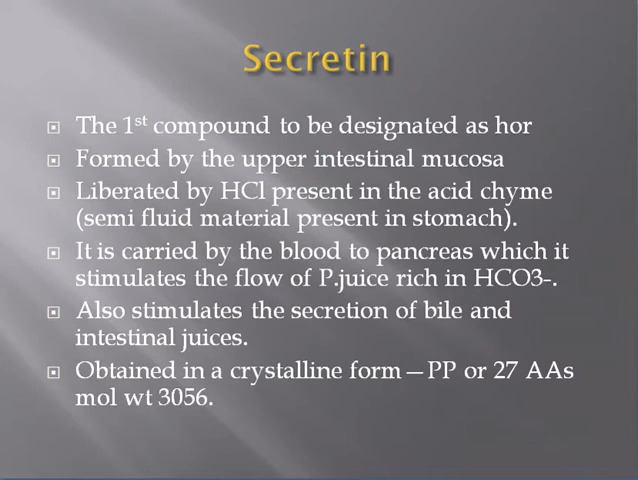 Secretin
The 1st compound to be designated as hor
Formed by the upper intestinal mucosa
Liberated by HCl present in the acid chyme
(semi fluid material present in stomach).
It is carried by the blood to pancreas which it
stimulates the flow of P.juice rich in HCO3-.
Also stimulates the secretion of bile and
intestinal juices.
Obtained in a crystalline form—PP or 27 AAs
mol wt 3056.